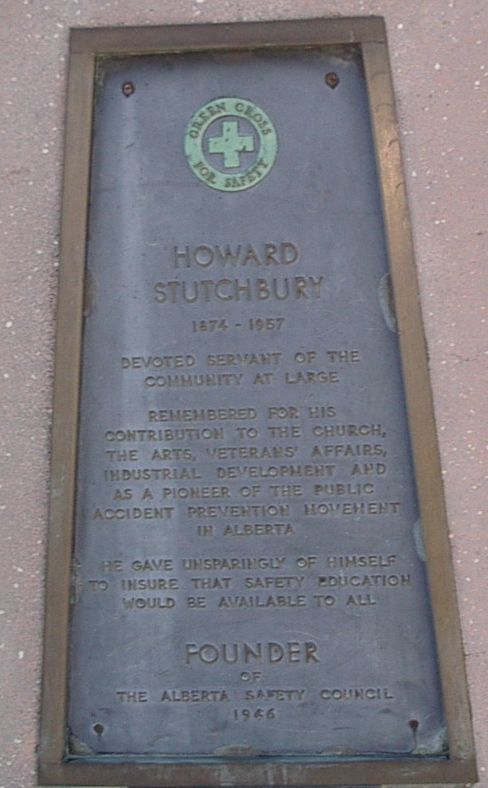 GREEN CROSS
FOR SAFETY
HOWARD
STUTCHBURY
1874 - 1957
DEVOTED SERVANT OF THE
COMMUNITY AT LARGE
REMEMBERED FOR HIS
CONTRIBUTION TO THE CHURCH,
THE ARTS, VETERANS' AFFAIRS,
INDUSTRIAL DEVELOPMENT AND
AS A PIONEER OF THE PUBLIC
ACCIDENT PREVENTION MOVEMENT
IN ALBERTA
HE GAVE UNSPARINGLY OF HIMSELF
TO INSURE THAT SAFETY EDUCATION
WOULD BE AVAILABLE TO ALL
FOUNDER
OF
THE ALBERTA SAFETY COUNCIL
1946